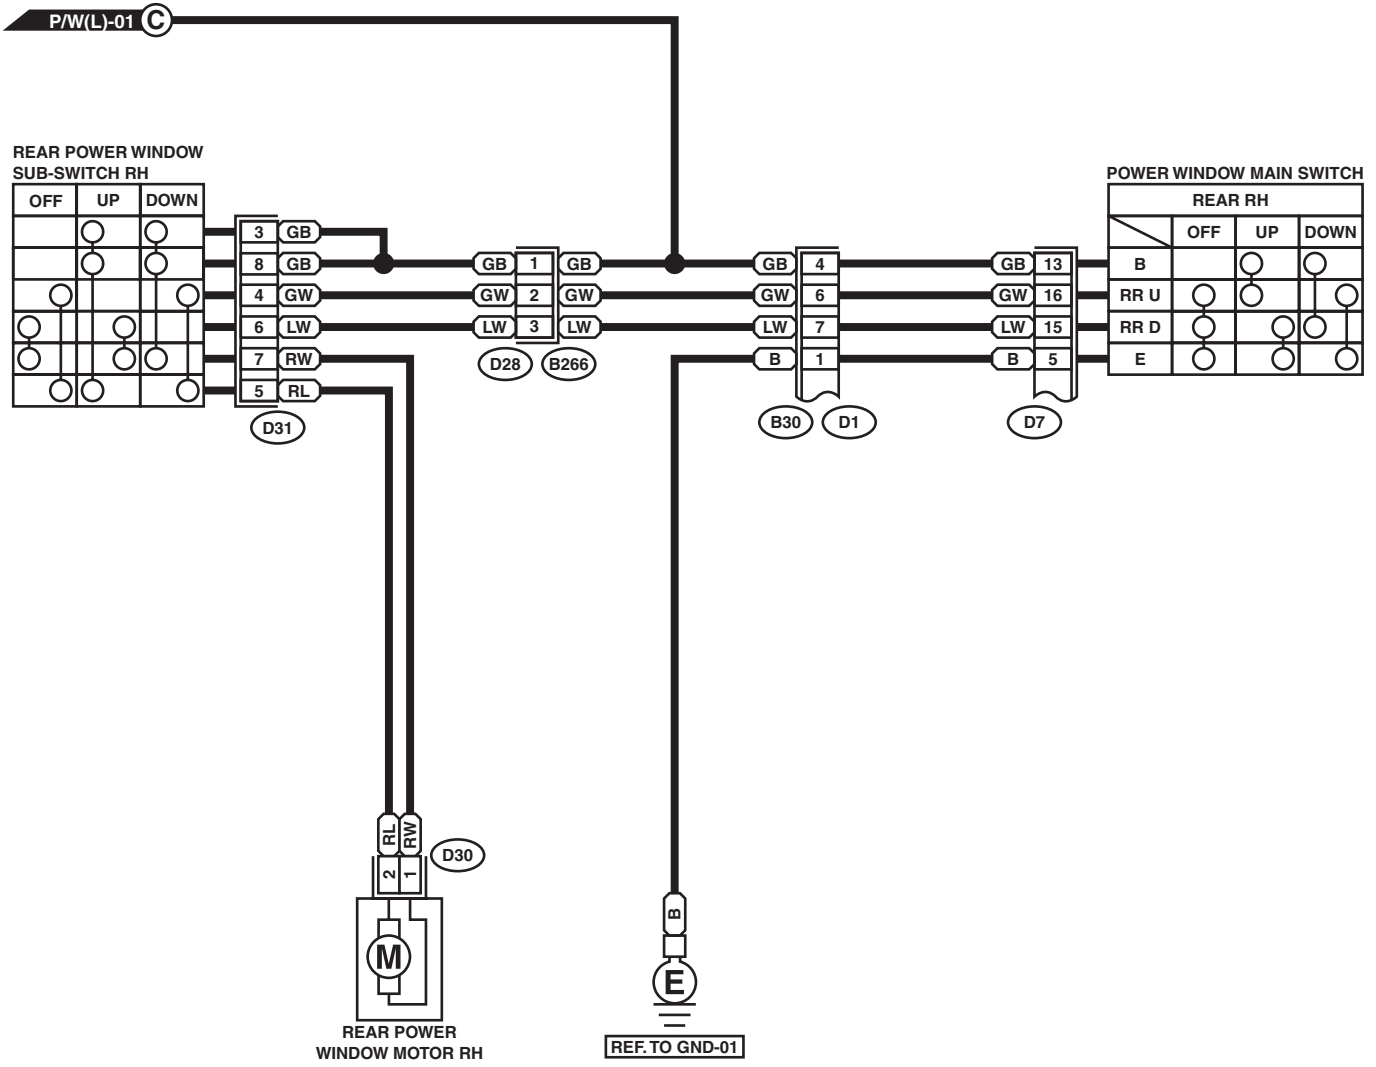 P/W(L)-01 C
REAR POWER WINDOW
SUB-SWITCH RH
OFF UP DOWN
POWER WINDOW MAIN SWITCH
REAR RH
OFF UP DOWN
3 GB
8 GB GB 1 GB GB 4 GB 13 B
4 GW GW 2 GW GW 6 GW 16 RR U
6 LW LW 3 LW LW 7 LW 15 RR D
7 RW B 1 B 5 E
5 RL
D28 B266
D31 B30 D1 D7
RL RW
D30
2 1
M
REAR POWER
WINDOW MOTOR RH
B
E
REF. TO GND-01